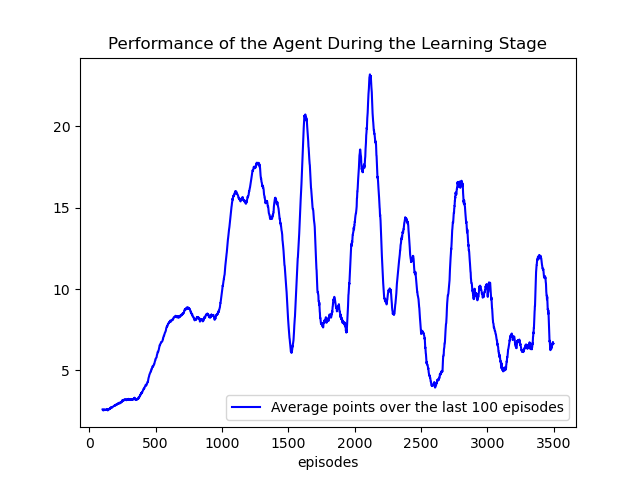 Performance of the Agent During the Learning Stage
20
15
10
5
Average points over the last 100 episodes
0 500 1000 1500 2000 2500 3000 3500
episodes